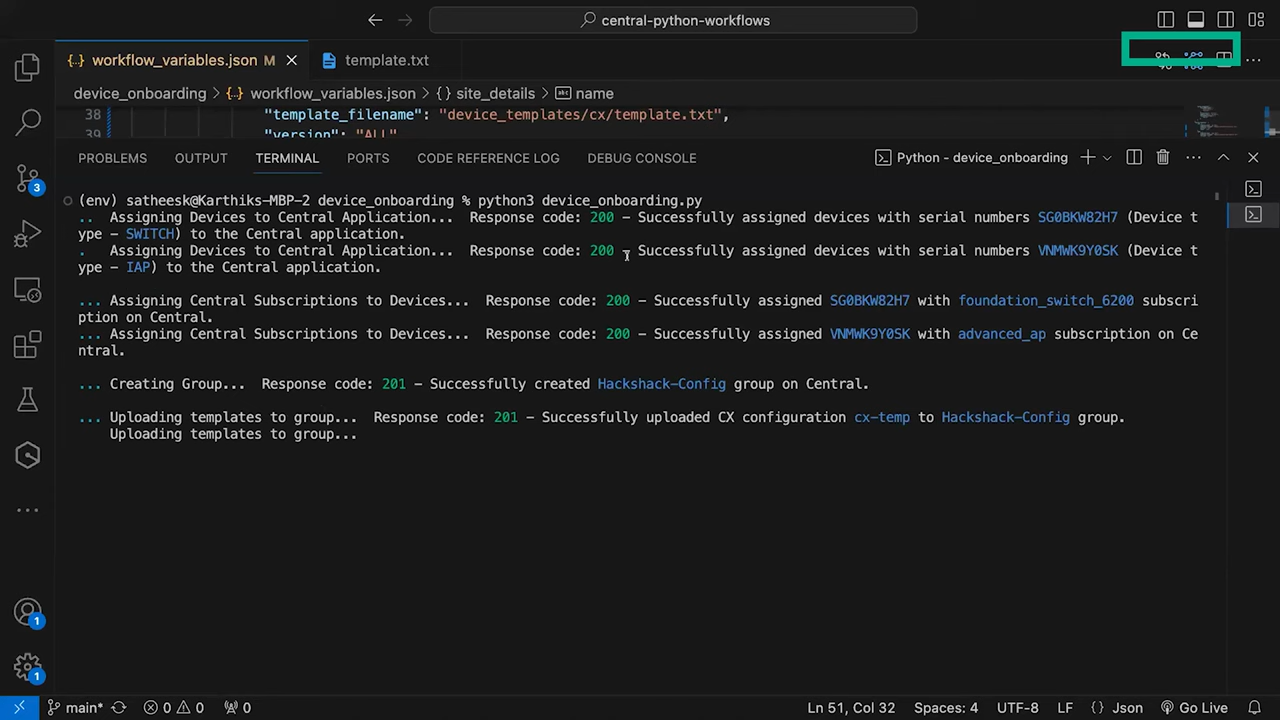 central-python-workflows
workflow_variables.json M
template.txt
device_onboarding > {..} workflow_variables.json > {} site_details > abc name
38 "template_filename": "device_templates/cx/template.txt",
39 "version": "ALL"
PROBLEMS OUTPUT TERMINAL PORTS CODE REFERENCE LOG DEBUG CONSOLE
Python - device_onboarding
(env) satheesk@Karthiks-MBP-2 device_onboarding % python3 device_onboarding.py
.. Assigning Devices to Central Application... Response code: 200 – Successfully assigned devices with serial numbers SG0BKW82H7 (Device t
ype – SWITCH) to the Central application.
. Assigning Devices to Central Application... Response code: 200 – Successfully assigned devices with serial numbers VNMWK9Y0SK (Device t
ype – IAP) to the Central application.
... Assigning Central Subscriptions to Devices... Response code: 200 – Successfully assigned SG0BKW82H7 with foundation_switch_6200 subscri
ption on Central.
... Assigning Central Subscriptions to Devices... Response code: 200 – Successfully assigned VNMWK9Y0SK with advanced_ap subscription on Ce
ntral.
... Creating Group... Response code: 201 – Successfully created Hackshack-Config group on Central.
... Uploading templates to group... Response code: 201 – Successfully uploaded CX configuration cx-temp to Hackshack-Config group.
Uploading templates to group...
3
1
1
main* 0 0 0 Ln 51, Col 32 Spaces: 4 UTF-8 LF {} Json Go Live